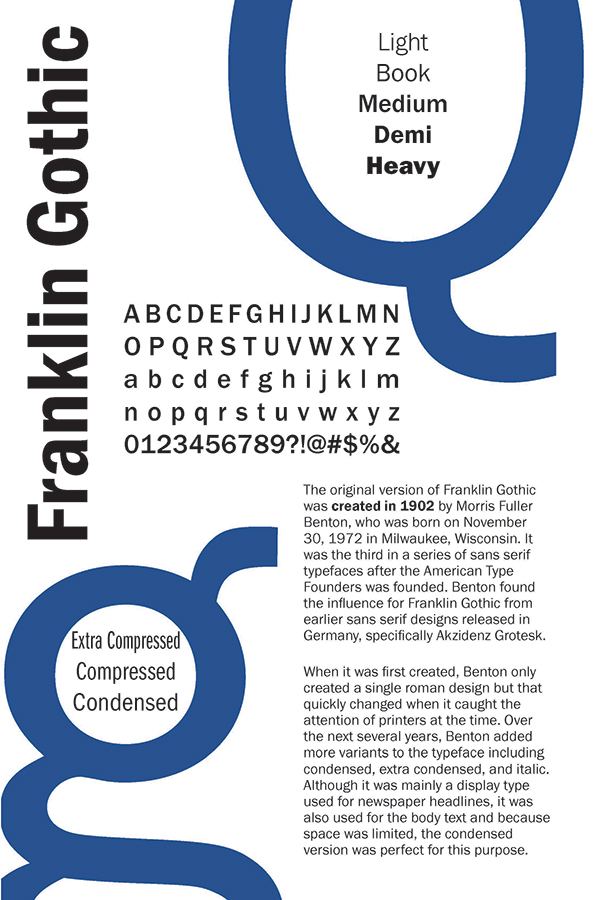 Franklin Gothic
Light
Book
Medium
Demi
Heavy
ABCDEFGHIJKLMN
OPQRSTUVWXYZ
abcdefghijklm
nopqrstuvwxyz
0123456789?!@#$%&
The original version of Franklin Gothic
was created in 1902 by Morris Fuller
Benton, who was born on November
30, 1972 in Milwaukee, Wisconsin. It
was the third in a series of sans serif
typefaces after the American Type
Founders was founded. Benton found
the influence for Franklin Gothic from
earlier sans serif designs released in
Germany, specifically Akzidenz Grotesk.
When it was first created, Benton only
created a single roman design but that
quickly changed when it caught the
attention of printers at the time. Over
the next several years, Benton added
more variants to the typeface including
condensed, extra condensed, and italic.
Although it was mainly a display type
used for newspaper headlines, it was
also used for the body text and because
space was limited, the condensed
version was perfect for this purpose.
Extra Compressed
Compressed
Condensed
Q
g